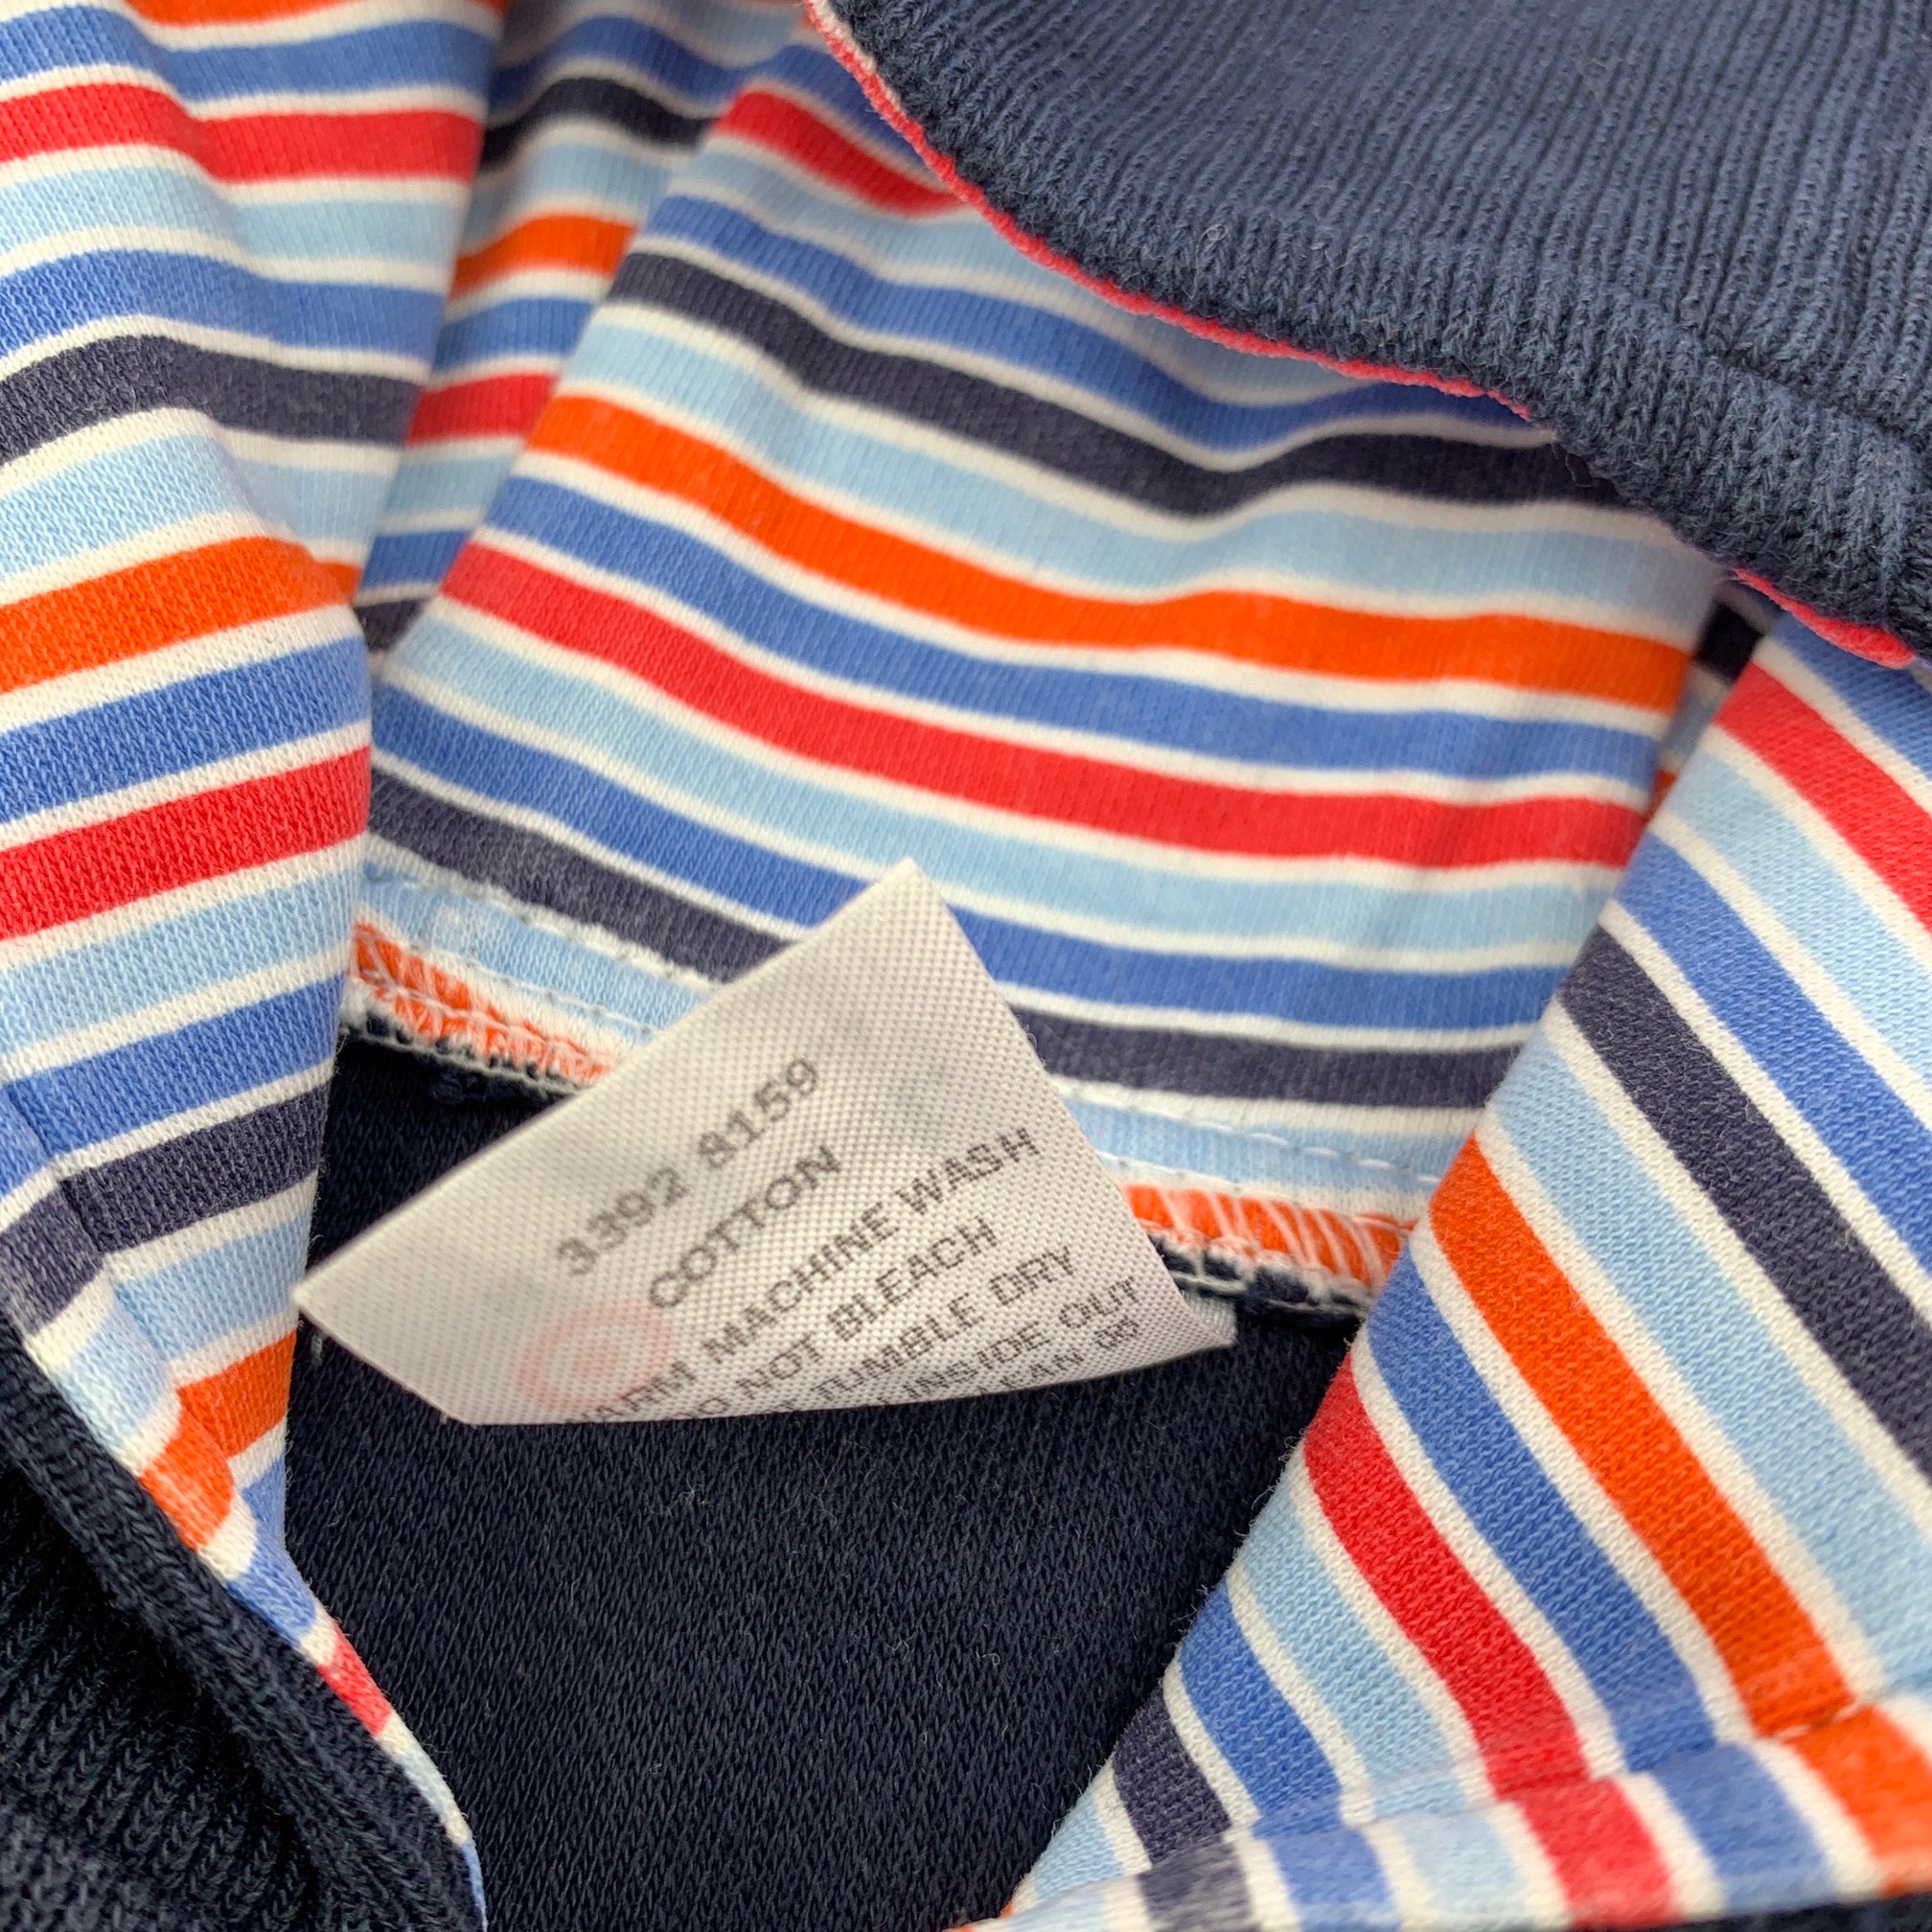 3392 8159
COTTON
MACHINE WASH
NOT BLEACH
TUMBLE DRY
INSIDE OUT